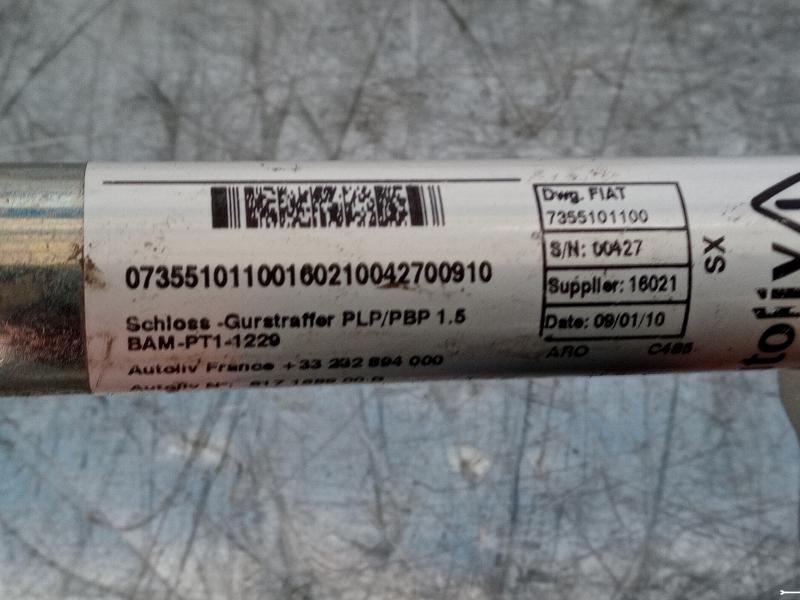 07355101100160210042700910
Schloss -Gurstraffer PLP/PBP 1.5
BAM-PT1-1229
Autoliv France +33 232 894 000
Autoliv N°:
Dwg. FIAT
7355101100
S/N: 00427
Supplier: 16021
Date: 09/01/10
ARO C485
SX